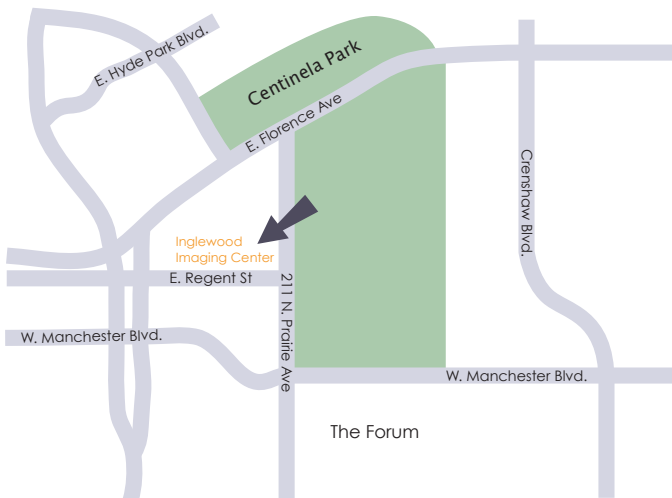 E. Hyde Park Blvd.
Centinela Park
E. Florence Ave
Crenshaw Blvd.
Inglewood
Imaging Center
E. Regent St
211 N. Prairie Ave
W. Manchester Blvd.
W. Manchester Blvd.
The Forum